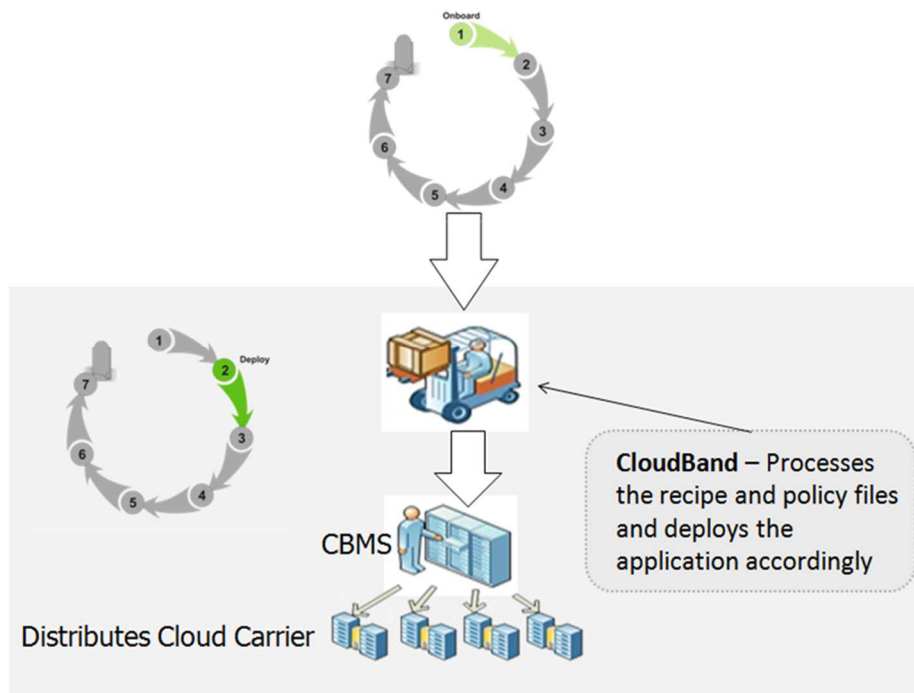 Onboard
1
2
3
4
5
6
7
1
2
Deploy
3
4
5
6
7
CloudBand – Processes
the recipe and policy files
and deploys the
application accordingly
CBMS
Distributes Cloud Carrier